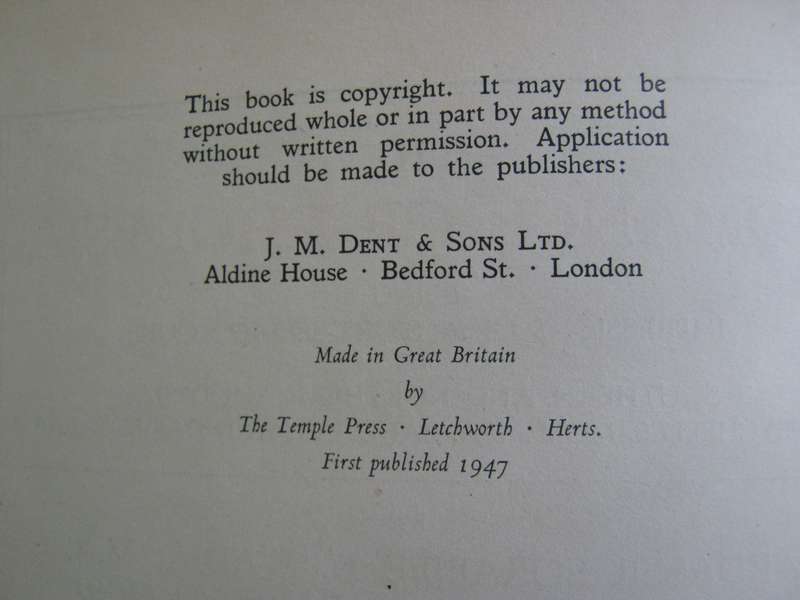 This book is copyright. It may not be
reproduced whole or in part by any method
without written permission. Application
should be made to the publishers:
J. M. DENT & SONS LTD.
Aldine House · Bedford St. · London
Made in Great Britain
by
The Temple Press · Letchworth · Herts.
First published 1947